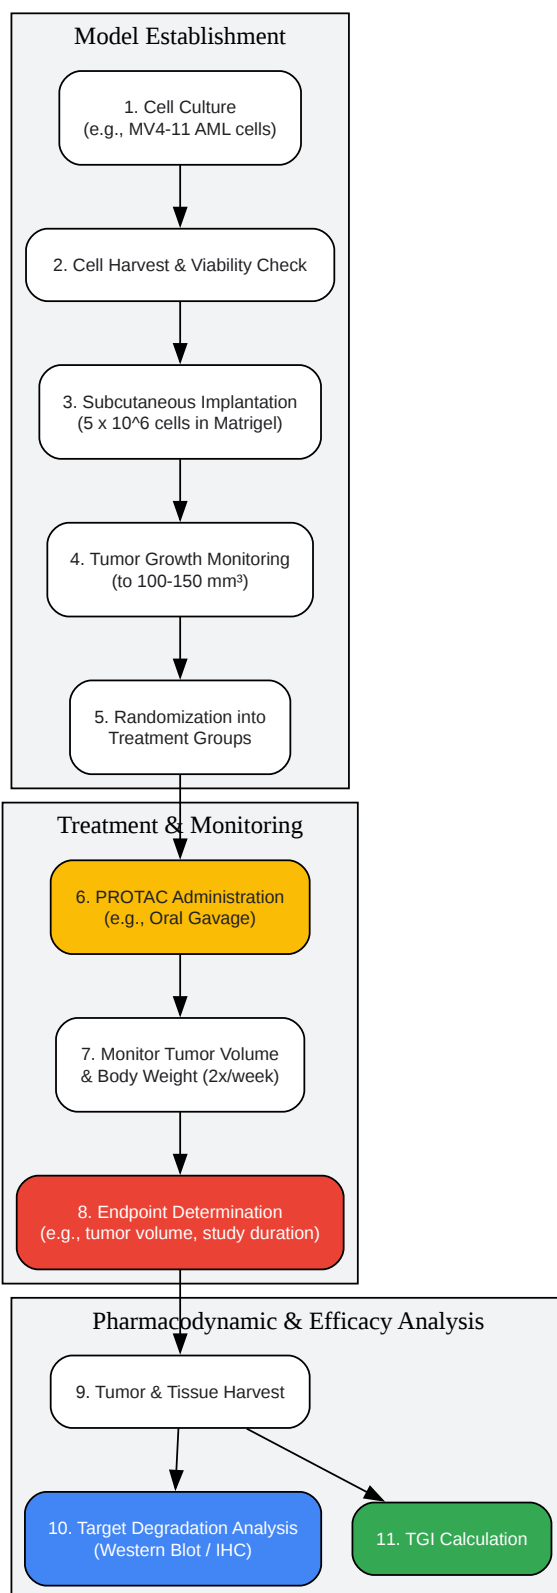 Model Establishment
1. Cell Culture
(e.g., MV4-11 AML cells)
2. Cell Harvest & Viability Check
3. Subcutaneous Implantation
(5 x 10^6 cells in Matrigel)
4. Tumor Growth Monitoring
(to 100-150 mm³)
5. Randomization into
Treatment Groups
Treatment & Monitoring
6. PROTAC Administration
(e.g., Oral Gavage)
7. Monitor Tumor Volume
& Body Weight (2x/week)
8. Endpoint Determination
(e.g., tumor volume, study duration)
Pharmacodynamic & Efficacy Analysis
9. Tumor & Tissue Harvest
10. Target Degradation Analysis
(Western Blot / IHC)
11. TGI Calculation